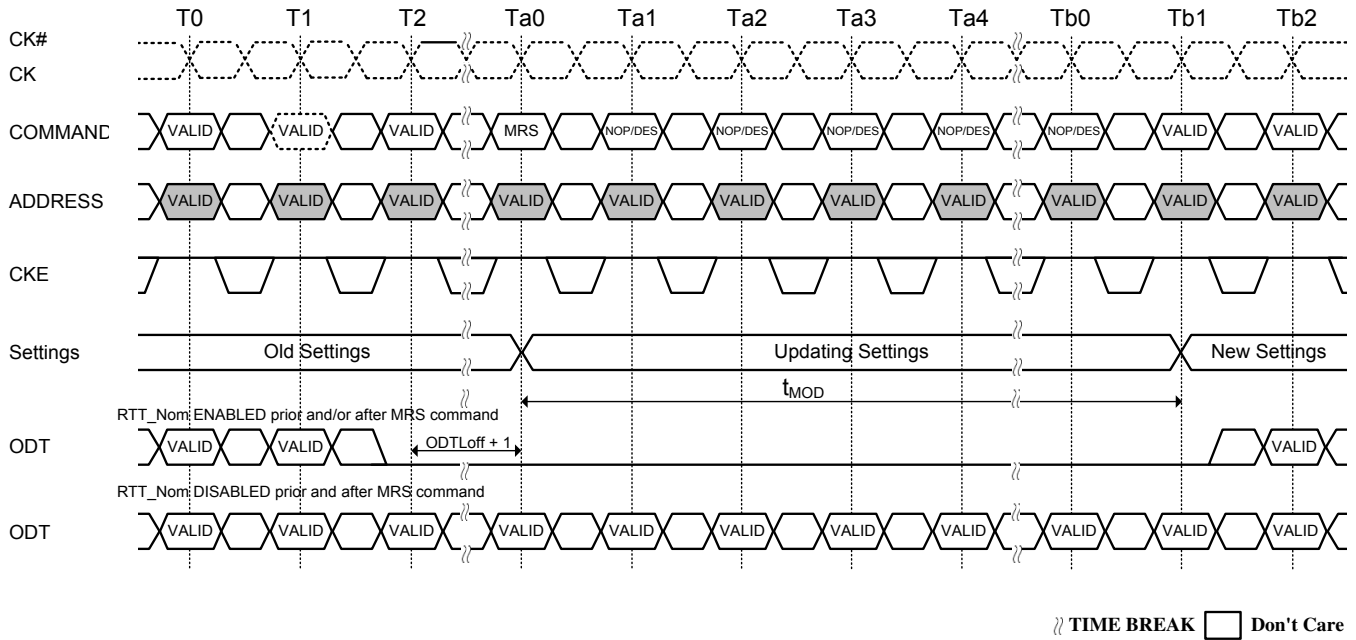 T0 T1 T2 Ta0 Ta1 Ta2 Ta3 Ta4 Tb0 Tb1 Tb2
CK#
CK
COMMAND VALID VALID VALID MRS NOP/DES NOP/DES NOP/DES NOP/DES NOP/DES VALID VALID
ADDRESS VALID VALID VALID VALID VALID VALID VALID VALID VALID VALID VALID
CKE
Settings Old Settings Updating Settings New Settings
tMOD
RTT_Nom ENABLED prior and/or after MRS command
ODT VALID VALID ODTLoff + 1 VALID
RTT_Nom DISABLED prior and after MRS command
ODT VALID VALID VALID VALID VALID VALID VALID VALID VALID VALID VALID
TIME BREAK Don't Care